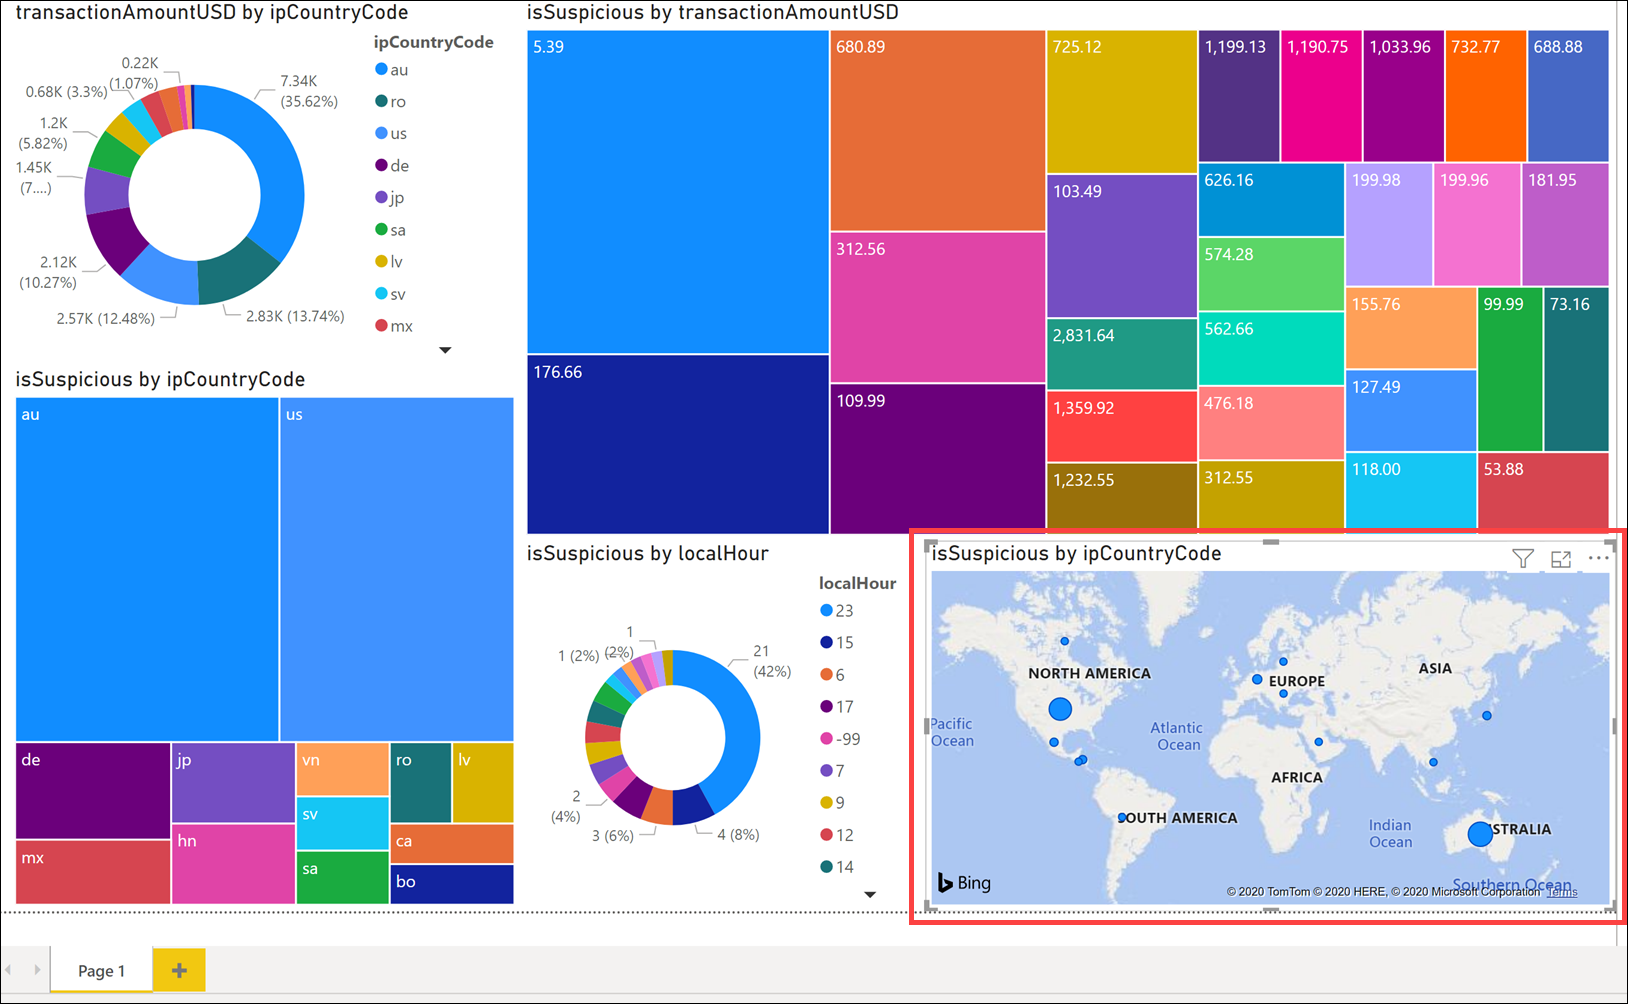 transactionAmountUSD by ipCountryCode
ipCountryCode
au
ro
us
de
jp
sa
lv
sv
mx
0.22K
(1.07%)
0.68K (3.3%)
1.2K
(5.82%)
1.45K
(7....)
2.12K
(10.27%)
2.57K (12.48%)
2.83K (13.74%)
7.34K
(35.62%)
isSuspicious by transactionAmountUSD
5.39
176.66
680.89
312.56
109.99
725.12
103.49
2,831.64
1,359.92
1,232.55
1,199.13
1,190.75
1,033.96
732.77
688.88
626.16
574.28
562.66
476.18
312.55
199.98
199.96
181.95
155.76
127.49
118.00
99.99
73.16
53.88
isSuspicious by ipCountryCode
au
us
de
mx
jp
hn
vn
sv
sa
ro
lv
ca
bo
isSuspicious by localHour
localHour
23
15
6
17
-99
7
9
12
14
1
1 (2%)
(2%)
21
(42%)
2
(4%)
3 (6%)
4 (8%)
isSuspicious by ipCountryCode
NORTH AMERICA
EUROPE
ASIA
Pacific
Ocean
Atlantic
Ocean
AFRICA
OUTH AMERICA
Indian
Ocean
STRALIA
Southern Ocean
Bing
© 2020 TomTom © 2020 HERE, © 2020 Microsoft Corporation Terms
Page 1
+